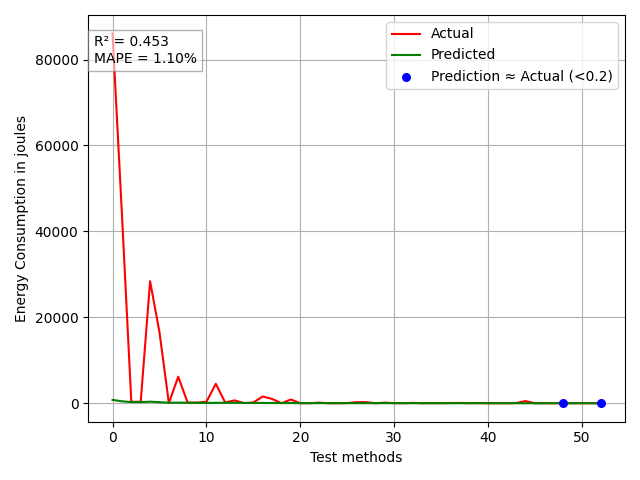 R² = 0.453
MAPE = 1.10%
Actual
Predicted
Prediction ≈ Actual (<0.2)
Energy Consumption in joules
80000
60000
40000
20000
0
0 10 20 30 40 50
Test methods